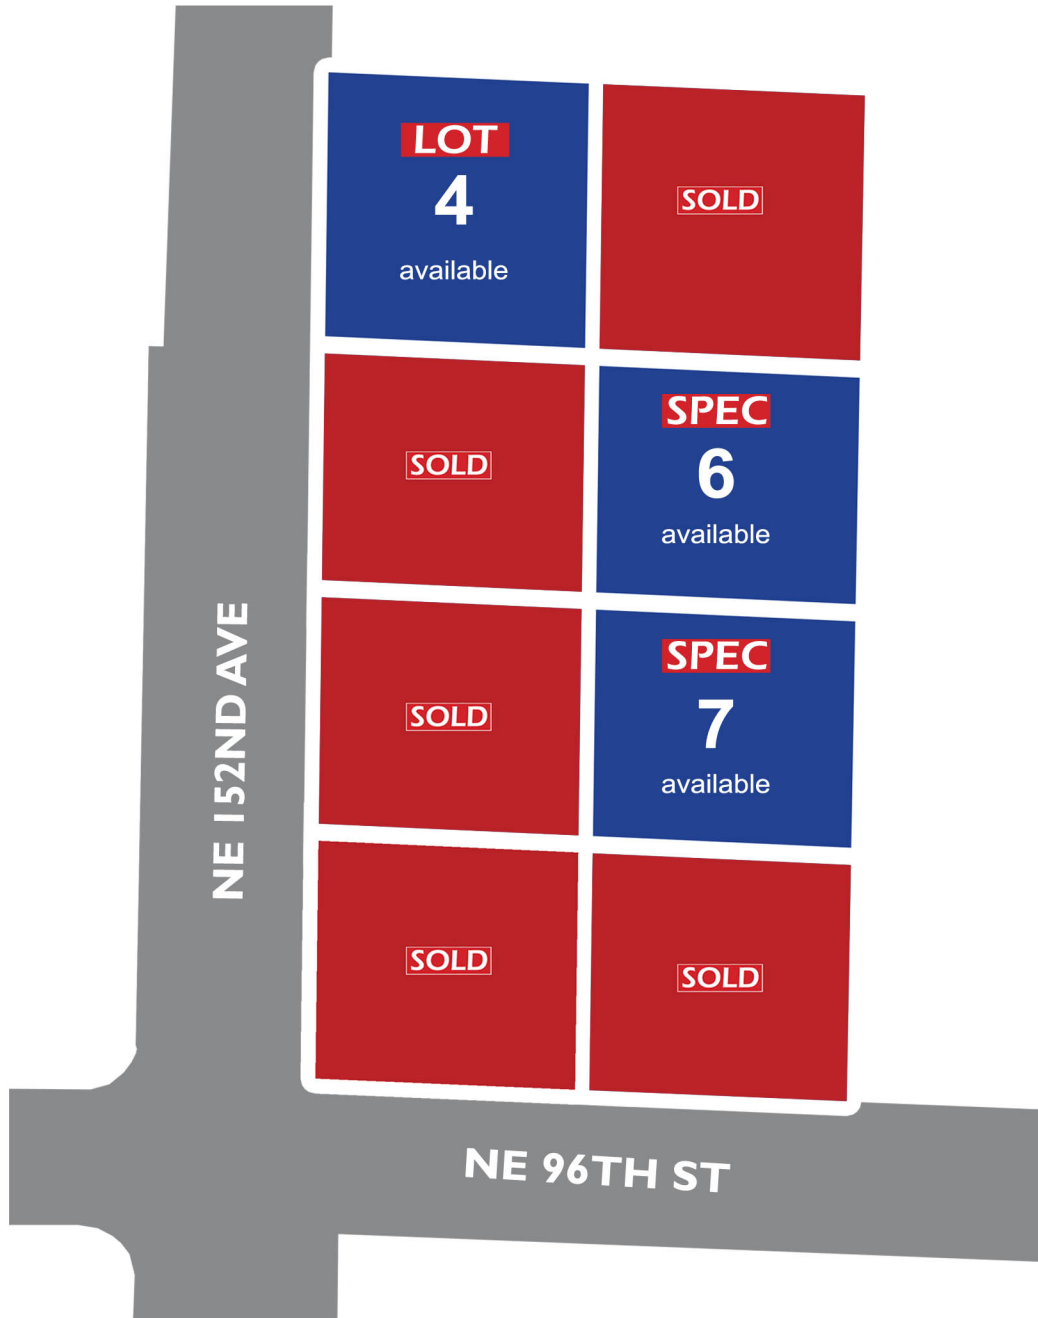 LOT
4
available
SOLD
SOLD
SPEC
6
available
SOLD
SPEC
7
available
SOLD
SOLD
NE 152ND AVE
NE 96TH ST